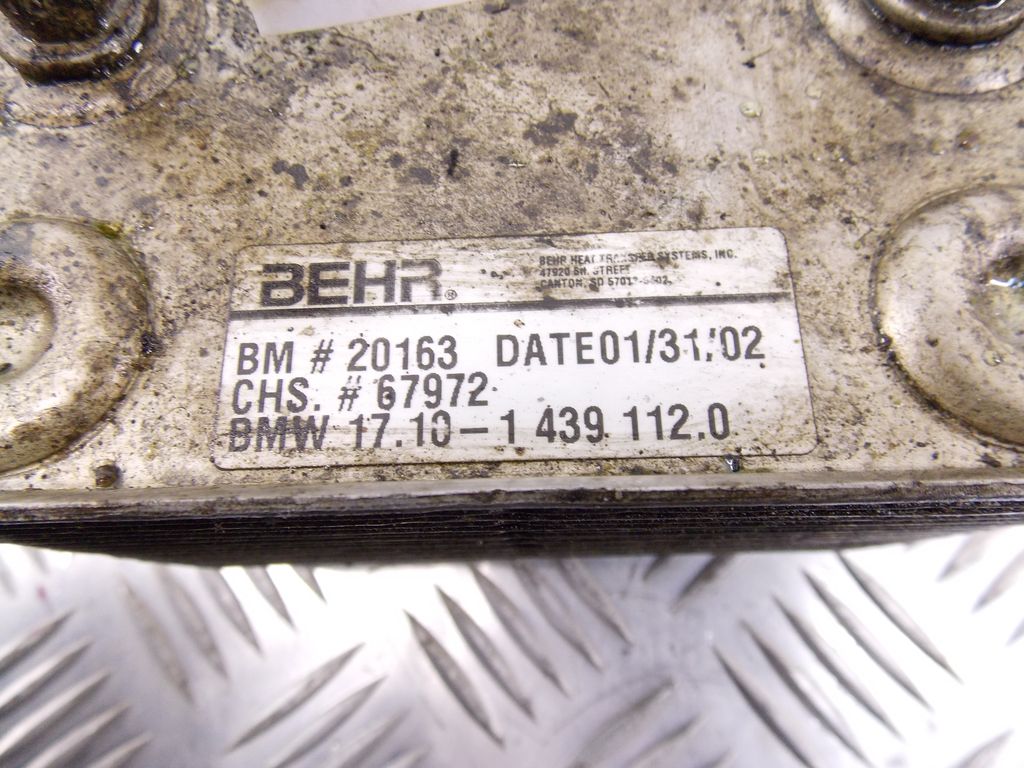 BEHR®
BEHR HEAT TRANSFER SYSTEMS, INC.
47920 5th STREET
CANTON, SD
BM # 20163 DATE01/31/02
CHS. # 67972
BMW 17.10-1 439 112.0